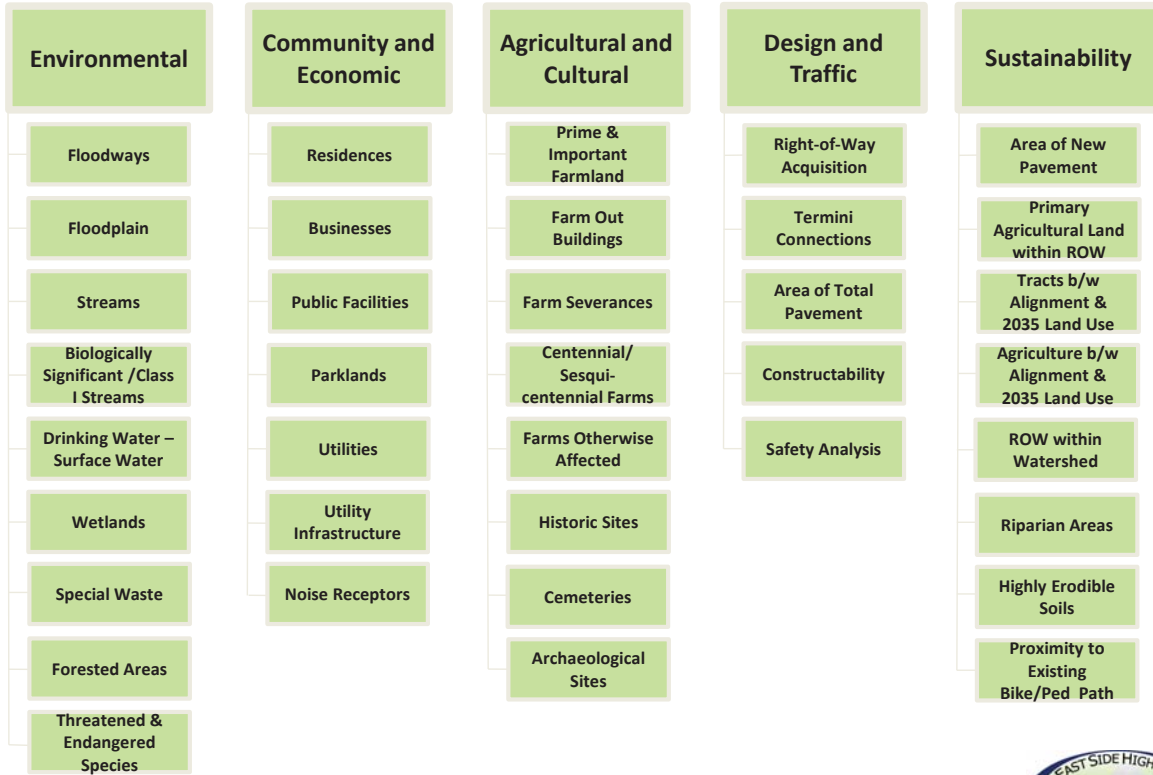 Environmental
Floodways
Floodplain
Streams
Biologically
Significant /Class
I Streams
Drinking Water –
Surface Water
Wetlands
Special Waste
Forested Areas
Threatened &
Endangered
Species
Community and
Economic
Residences
Businesses
Public Facilities
Parklands
Utilities
Utility
Infrastructure
Noise Receptors
Agricultural and
Cultural
Prime &
Important
Farmland
Farm Out
Buildings
Farm Severances
Centennial/
Sesqui-
centennial Farms
Farms Otherwise
Affected
Historic Sites
Cemeteries
Archaeological
Sites
Design and
Traffic
Right-of-Way
Acquisition
Termini
Connections
Area of Total
Pavement
Constructability
Safety Analysis
Sustainability
Area of New
Pavement
Primary
Agricultural Land
within ROW
Tracts b/w
Alignment &
2035 Land Use
Agriculture b/w
Alignment &
2035 Land Use
ROW within
Watershed
Riparian Areas
Highly Erodible
Soils
Proximity to
Existing
Bike/Ped Path
EAST SIDE HIGH